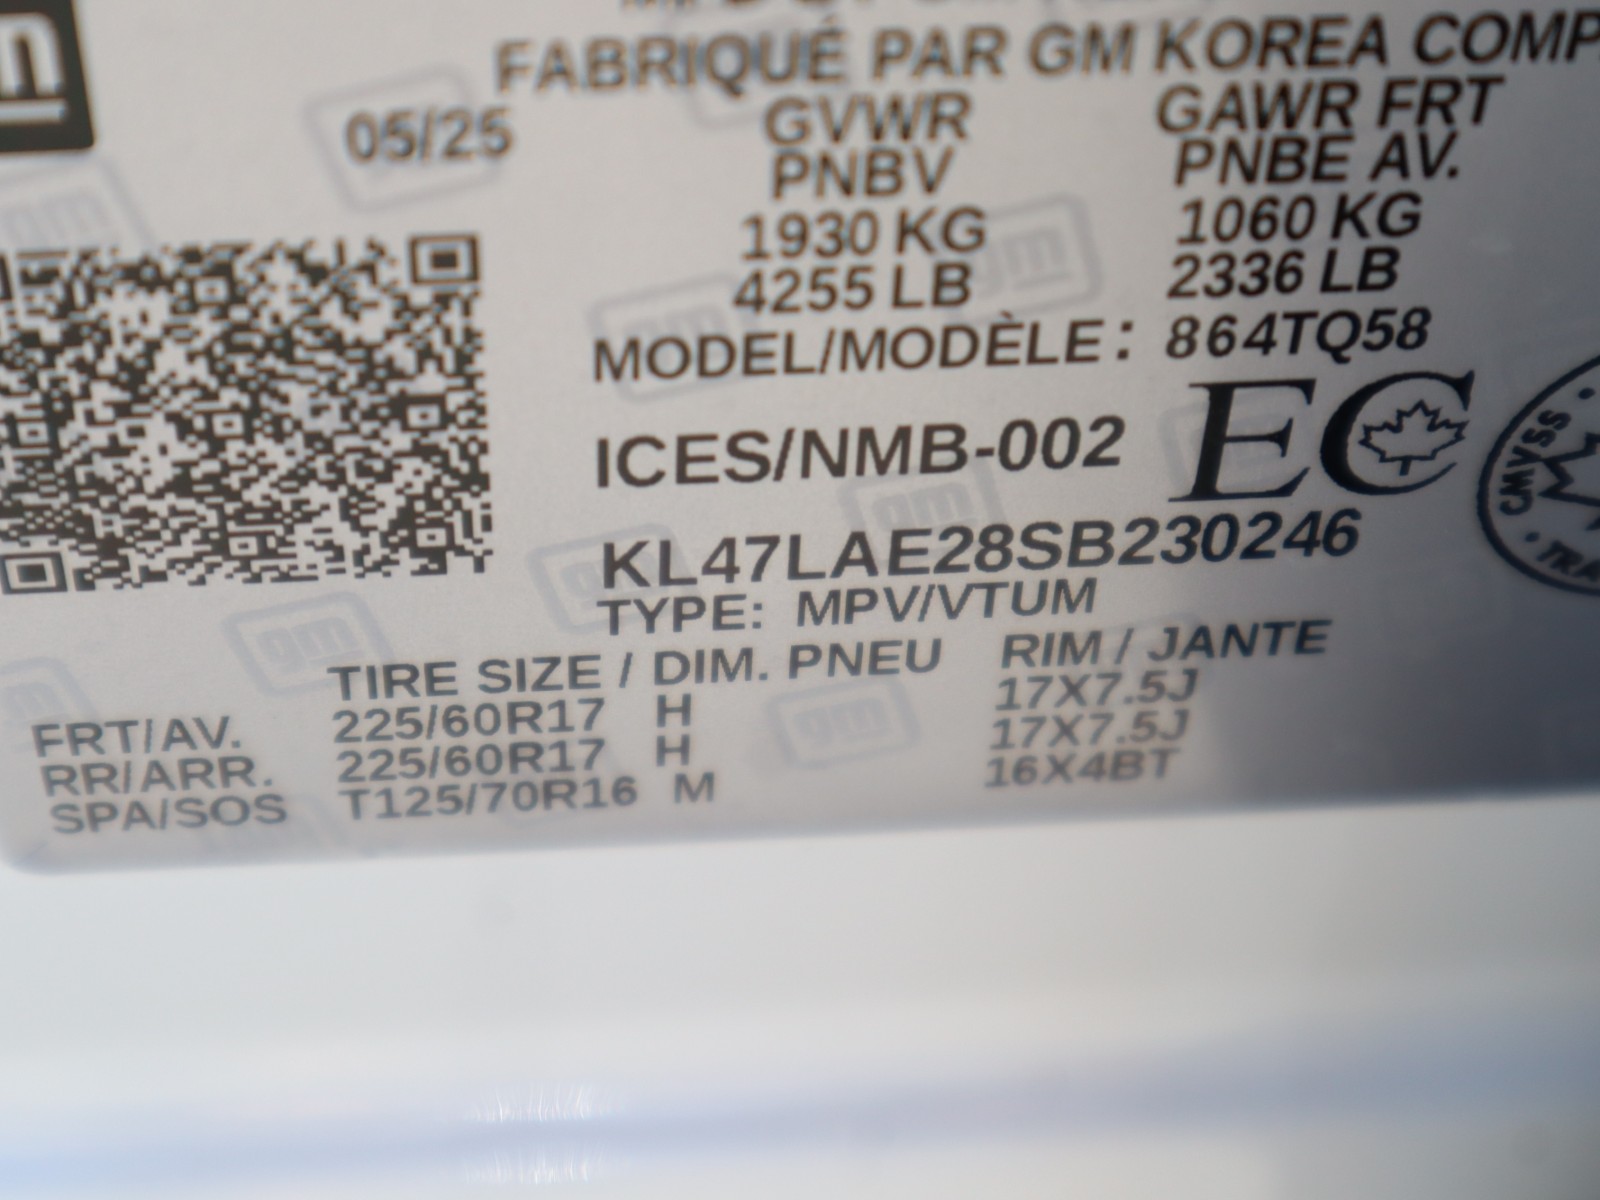 FABRIQUÉ PAR GM KOREA COMP
05/25
GVWR GAWR FRT
PNBV PNBE AV.
1930 KG 1060 KG
4255 LB 2336 LB
MODEL/MODÈLE: 864TQ58
ICES/NMB-002 EC
CMVSS
TRA
KL47LAE28SB230246
TYPE: MPV/VTUM
TIRE SIZE / DIM. PNEU RIM / JANTE
FRT/AV. 225/60R17 H 17X7.5J
RR/ARR. 225/60R17 H 17X7.5J
SPA/SOS T125/70R16 M 16X4BT